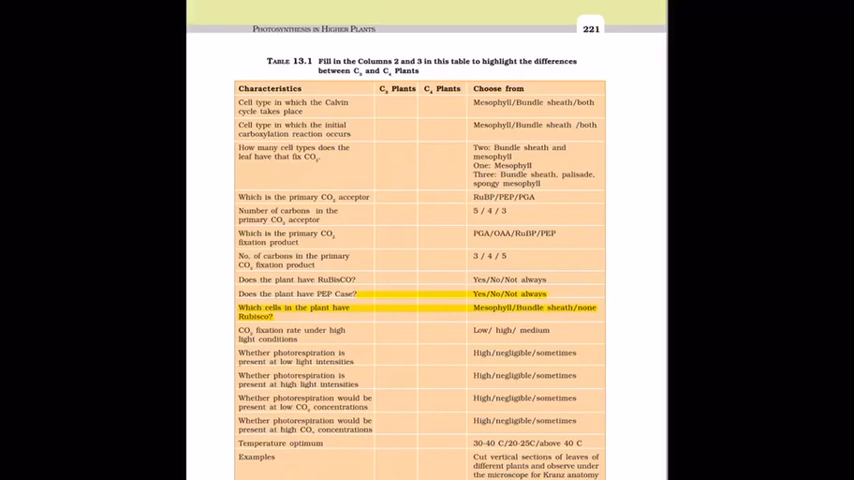 PHOTOSYNTHESIS IN HIGHER PLANTS 221
TABLE 13.1 Fill in the Columns 2 and 3 in this table to highlight the differences
between C3 and C4 Plants
Characteristics C3 Plants C4 Plants Choose from
Cell type in which the Calvin Mesophyll/Bundle sheath/both
cycle takes place
Cell type in which the initial Mesophyll/Bundle sheath /both
carboxylation reaction occurs
How many cell types does the Two: Bundle sheath and
leaf have that fix CO2. mesophyll
One: Mesophyll
Three: Bundle sheath, palisade,
spongy mesophyll
Which is the primary CO2 acceptor RuBP/PEP/PGA
Number of carbons in the 5 / 4 / 3
primary CO2 acceptor
Which is the primary CO2 PGA/OAA/RuBP/PEP
fixation product
No. of carbons in the primary 3 / 4 / 5
CO2 fixation product
Does the plant have RuBisCO? Yes/No/Not always
Does the plant have PEP Case? Yes/No/Not always
Which cells in the plant have Mesophyll/Bundle sheath/none
Rubisco?
CO2 fixation rate under high Low/ high/ medium
light conditions
Whether photorespiration is High/negligible/sometimes
present at low light intensities
Whether photorespiration is High/negligible/sometimes
present at high light intensities
Whether photorespiration would be High/negligible/sometimes
present at low CO2 concentrations
Whether photorespiration would be High/negligible/sometimes
present at high CO2 concentrations
Temperature optimum 30-40 C/20-25C/above 40 C
Examples Cut vertical sections of leaves of
different plants and observe under
the microscope for Kranz anatomy